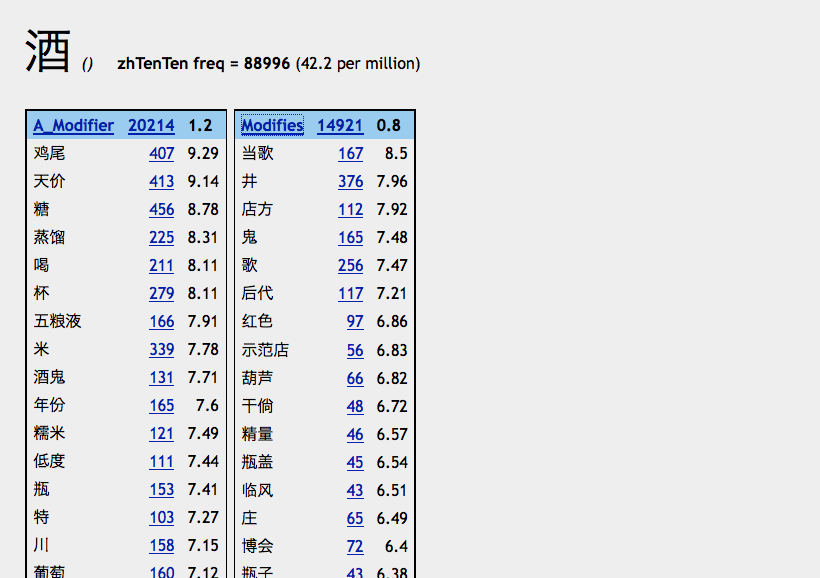 酒 () zhTenTen freq = 88996 (42.2 per million)
A_Modifier 20214 1.2 Modifies 14921 0.8
鸡尾 407 9.29 当歌 167 8.5
天价 413 9.14 井 376 7.96
糖 456 8.78 店方 112 7.92
蒸馏 225 8.31 鬼 165 7.48
喝 211 8.11 歌 256 7.47
杯 279 8.11 后代 117 7.21
五粮液 166 7.91 红色 97 6.86
米 339 7.78 示范店 56 6.83
酒鬼 131 7.71 葫芦 66 6.82
年份 165 7.6 干倘 48 6.72
糯米 121 7.49 精量 46 6.57
低度 111 7.44 瓶盖 45 6.54
瓶 153 7.41 临风 43 6.51
特 103 7.27 庄 65 6.49
川 158 7.15 博会 72 6.4
葡萄 160 7.12 瓶子 43 6.38